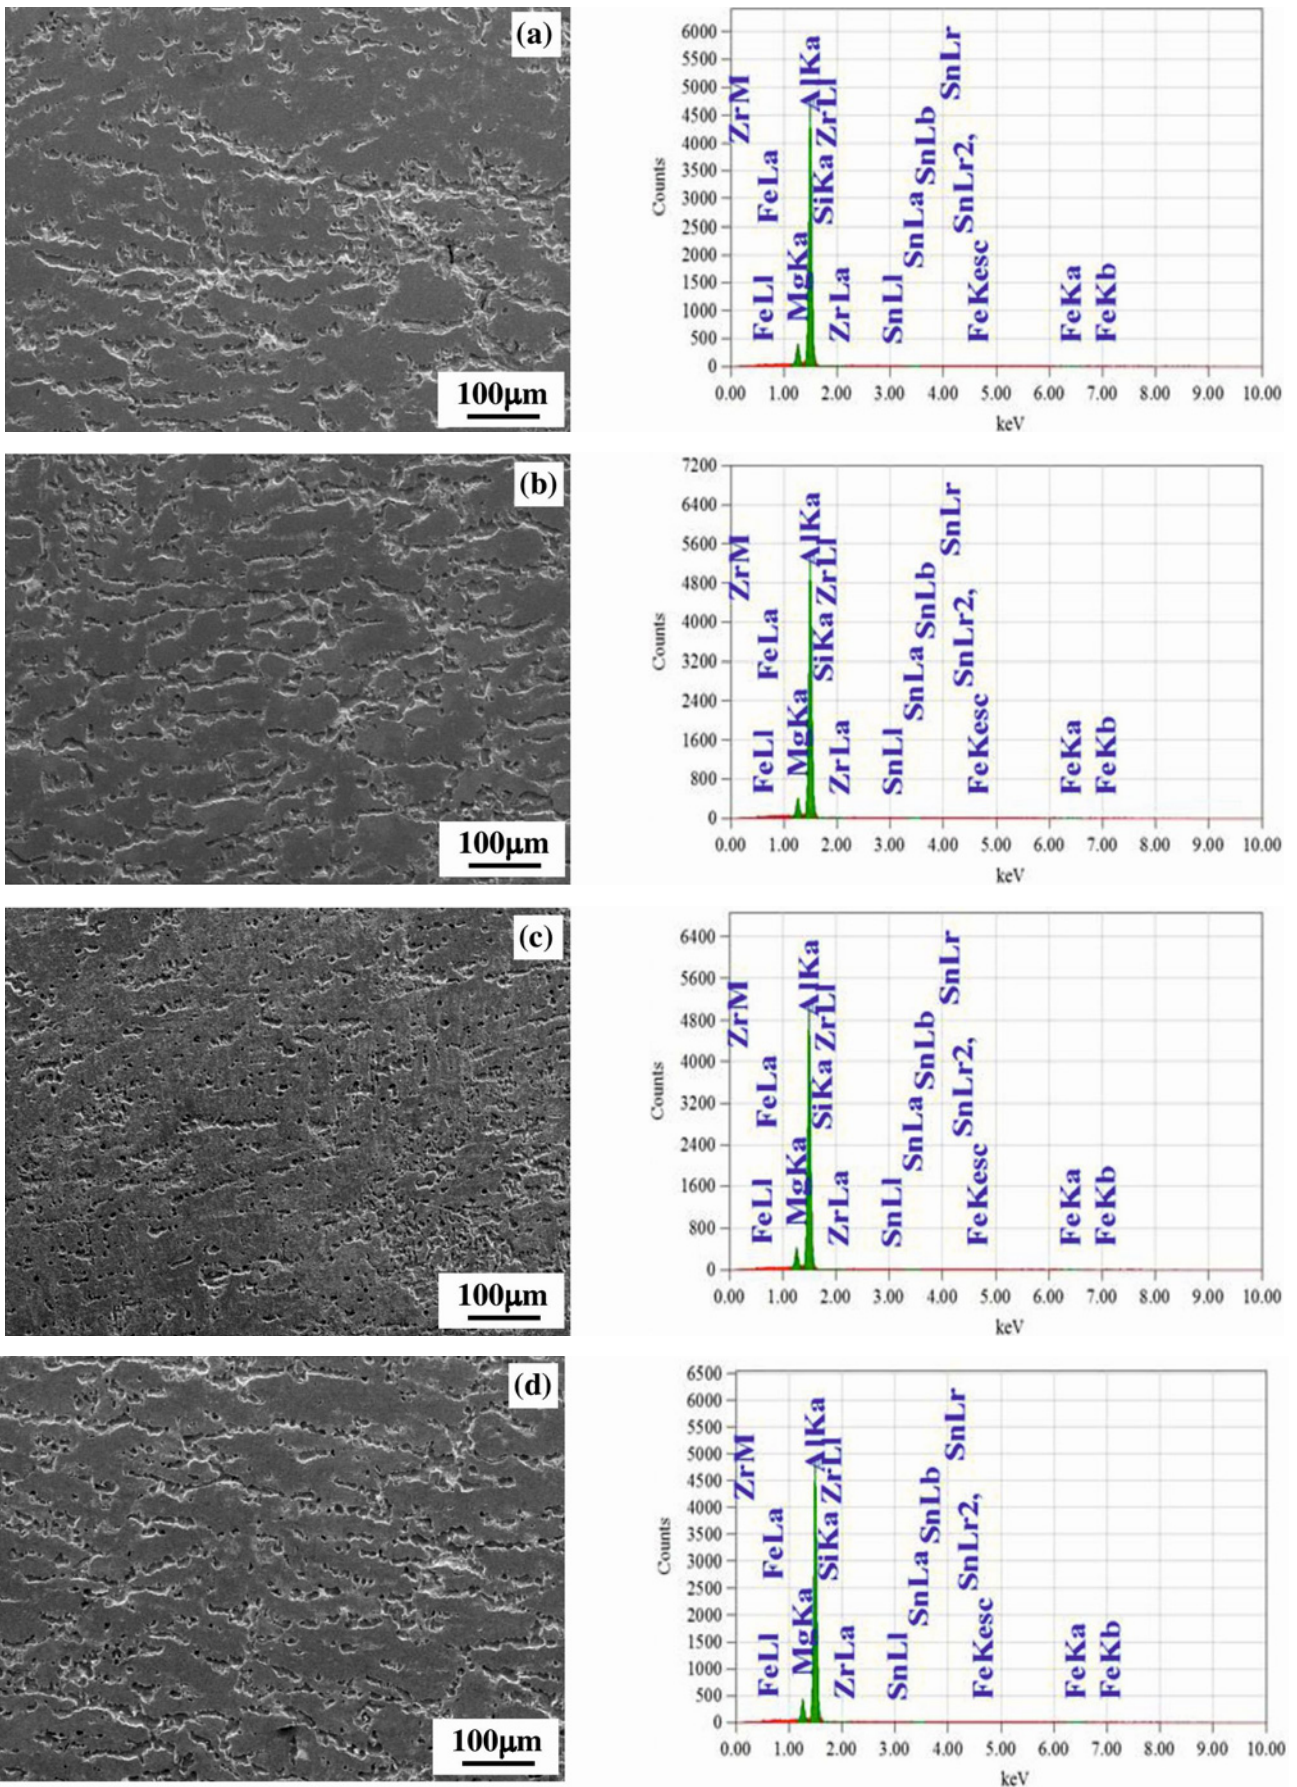 (a)
100μm
6000
5500
5000
4500
4000
3500
3000
2500
2000
1500
1000
500
0
Counts
ZrM
FeLa
FeLl
MgKa
AlKa
ZrLl
SiKa
ZrLa
SnLl
SnLa
SnLb
SnLr
SnLr2,
FeKesc
FeKa
FeKb
0.00 1.00 2.00 3.00 4.00 5.00 6.00 7.00 8.00 9.00 10.00
keV
(b)
100μm
7200
6400
5600
4800
4000
3200
2400
1600
800
0
Counts
ZrM
FeLa
FeLl
MgKa
AlKa
ZrLl
SiKa
ZrLa
SnLl
SnLa
SnLb
SnLr
SnLr2,
FeKesc
FeKa
FeKb
0.00 1.00 2.00 3.00 4.00 5.00 6.00 7.00 8.00 9.00 10.00
keV
(c)
100μm
6400
5600
4800
4000
3200
2400
1600
800
0
Counts
ZrM
FeLa
FeLl
MgKa
AlKa
ZrLl
SiKa
ZrLa
SnLl
SnLa
SnLb
SnLr
SnLr2,
FeKesc
FeKa
FeKb
0.00 1.00 2.00 3.00 4.00 5.00 6.00 7.00 8.00 9.00 10.00
keV
(d)
100μm
6500
6000
5500
5000
4500
4000
3500
3000
2500
2000
1500
1000
500
0
Counts
ZrM
FeLa
FeLl
MgKa
AlKa
ZrLl
SiKa
ZrLa
SnLl
SnLa
SnLb
SnLr
SnLr2,
FeKesc
FeKa
FeKb
0.00 1.00 2.00 3.00 4.00 5.00 6.00 7.00 8.00 9.00 10.00
keV